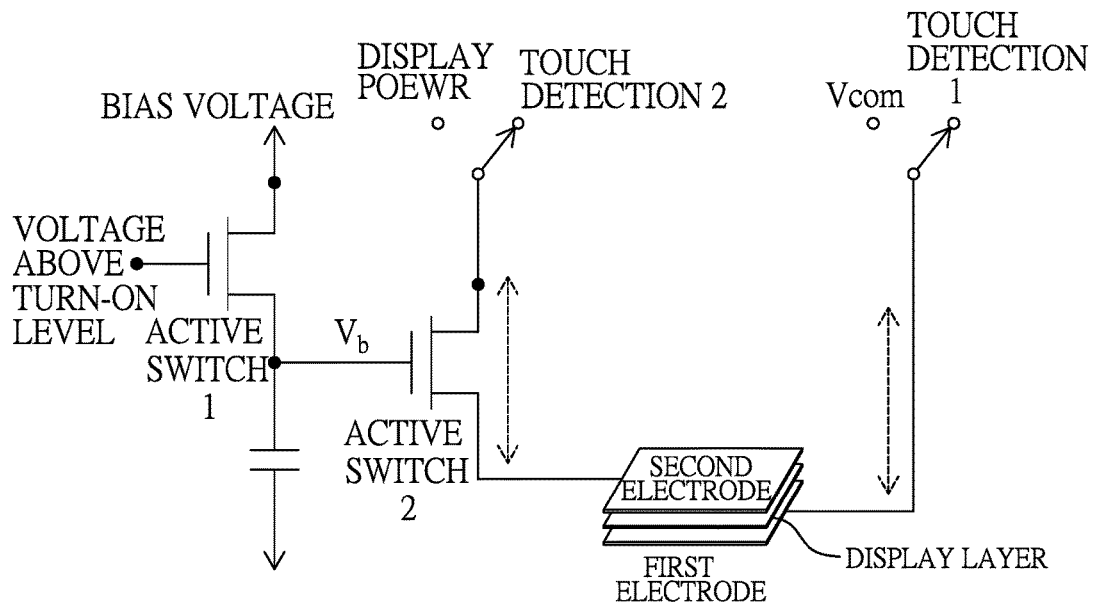 DISPLAY
POEWR
TOUCH
DETECTION 2
TOUCH
DETECTION
1
Vcom
BIAS VOLTAGE
VOLTAGE
ABOVE
TURN-ON
LEVEL
ACTIVE
SWITCH
1
Vb
ACTIVE
SWITCH
2
SECOND
ELECTRODE
DISPLAY LAYER
FIRST
ELECTRODE